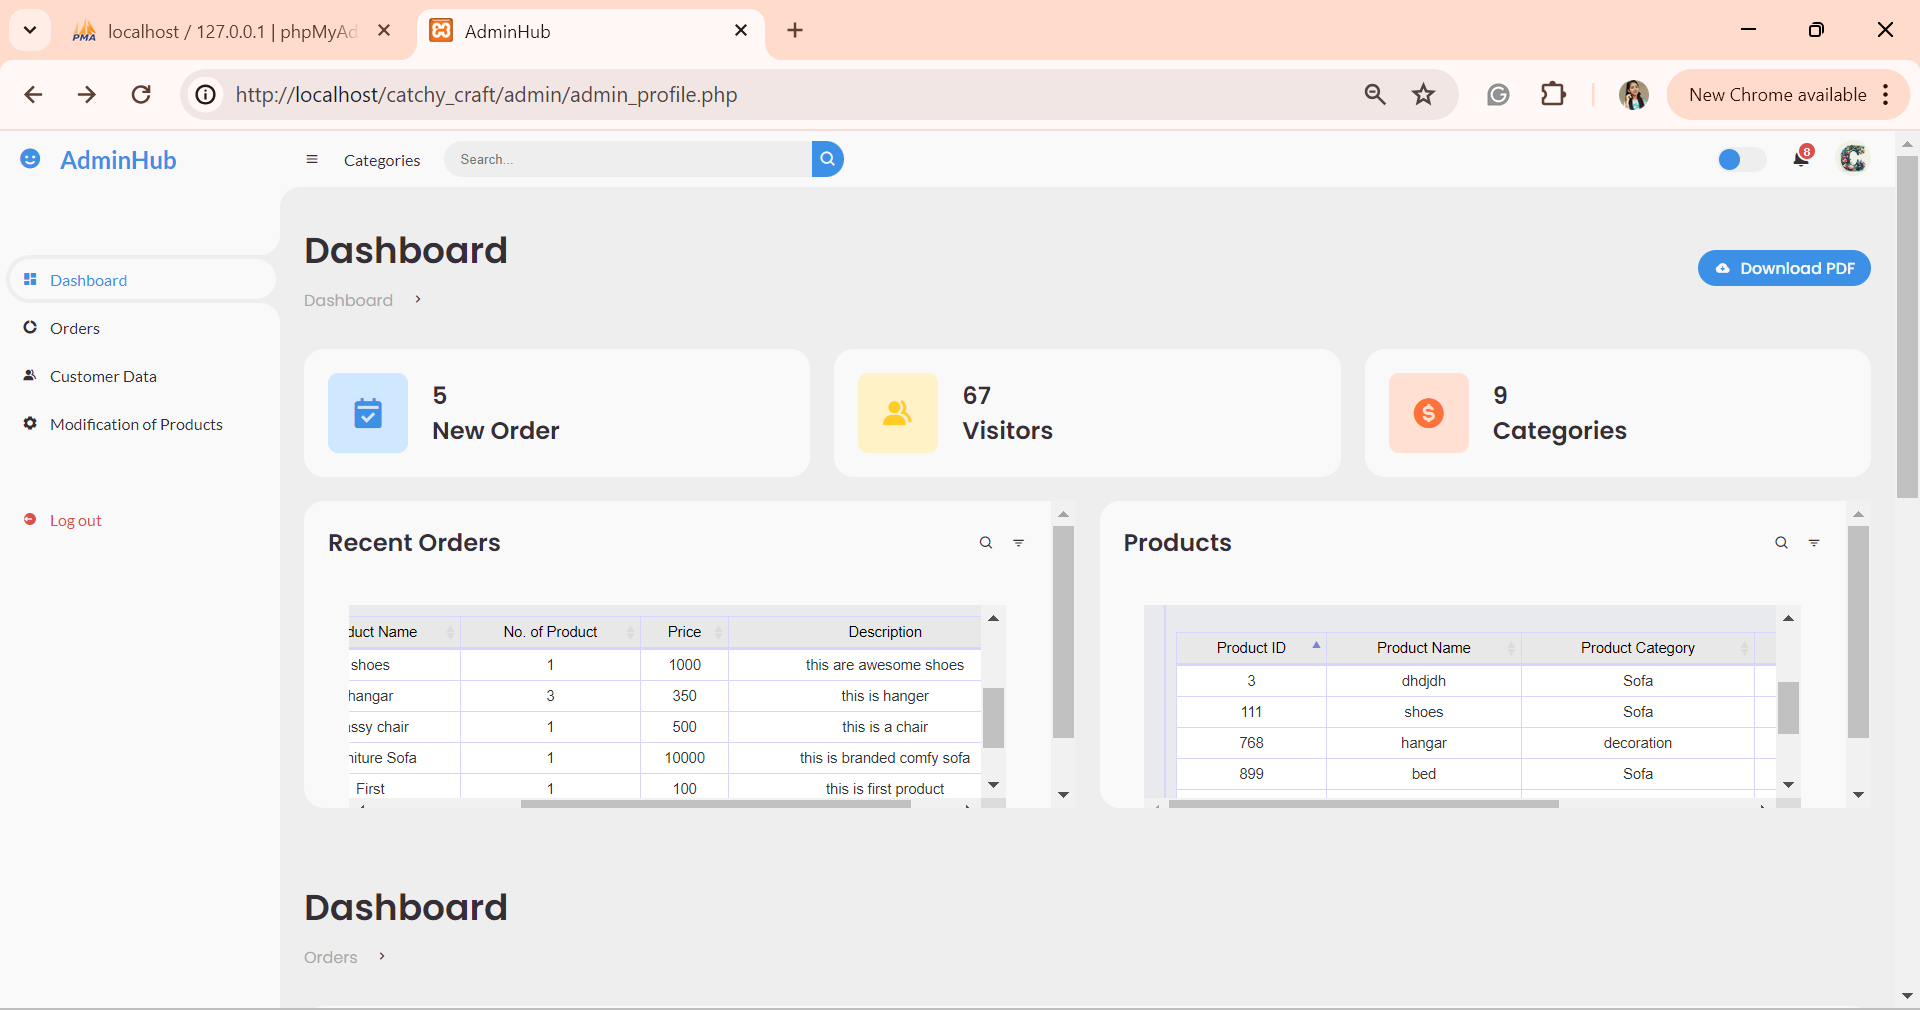 localhost / 127.0.0.1 | phpMyAd
AdminHub
http://localhost/catchy_craft/admin/admin_profile.php
New Chrome available
AdminHub
Categories
Search...
8
Dashboard
Orders
Customer Data
Modification of Products
Log out
Dashboard
Dashboard >
Download PDF
5
New Order
67
Visitors
9
Categories
Recent Orders
duct Name No. of Product Price Description
shoes 1 1000 this are awesome shoes
hangar 3 350 this is hanger
ssy chair 1 500 this is a chair
niture Sofa 1 10000 this is branded comfy sofa
First 1 100 this is first product
Products
Product ID Product Name Product Category
3 dhdjdh Sofa
111 shoes Sofa
768 hangar decoration
899 bed Sofa
Dashboard
Orders >